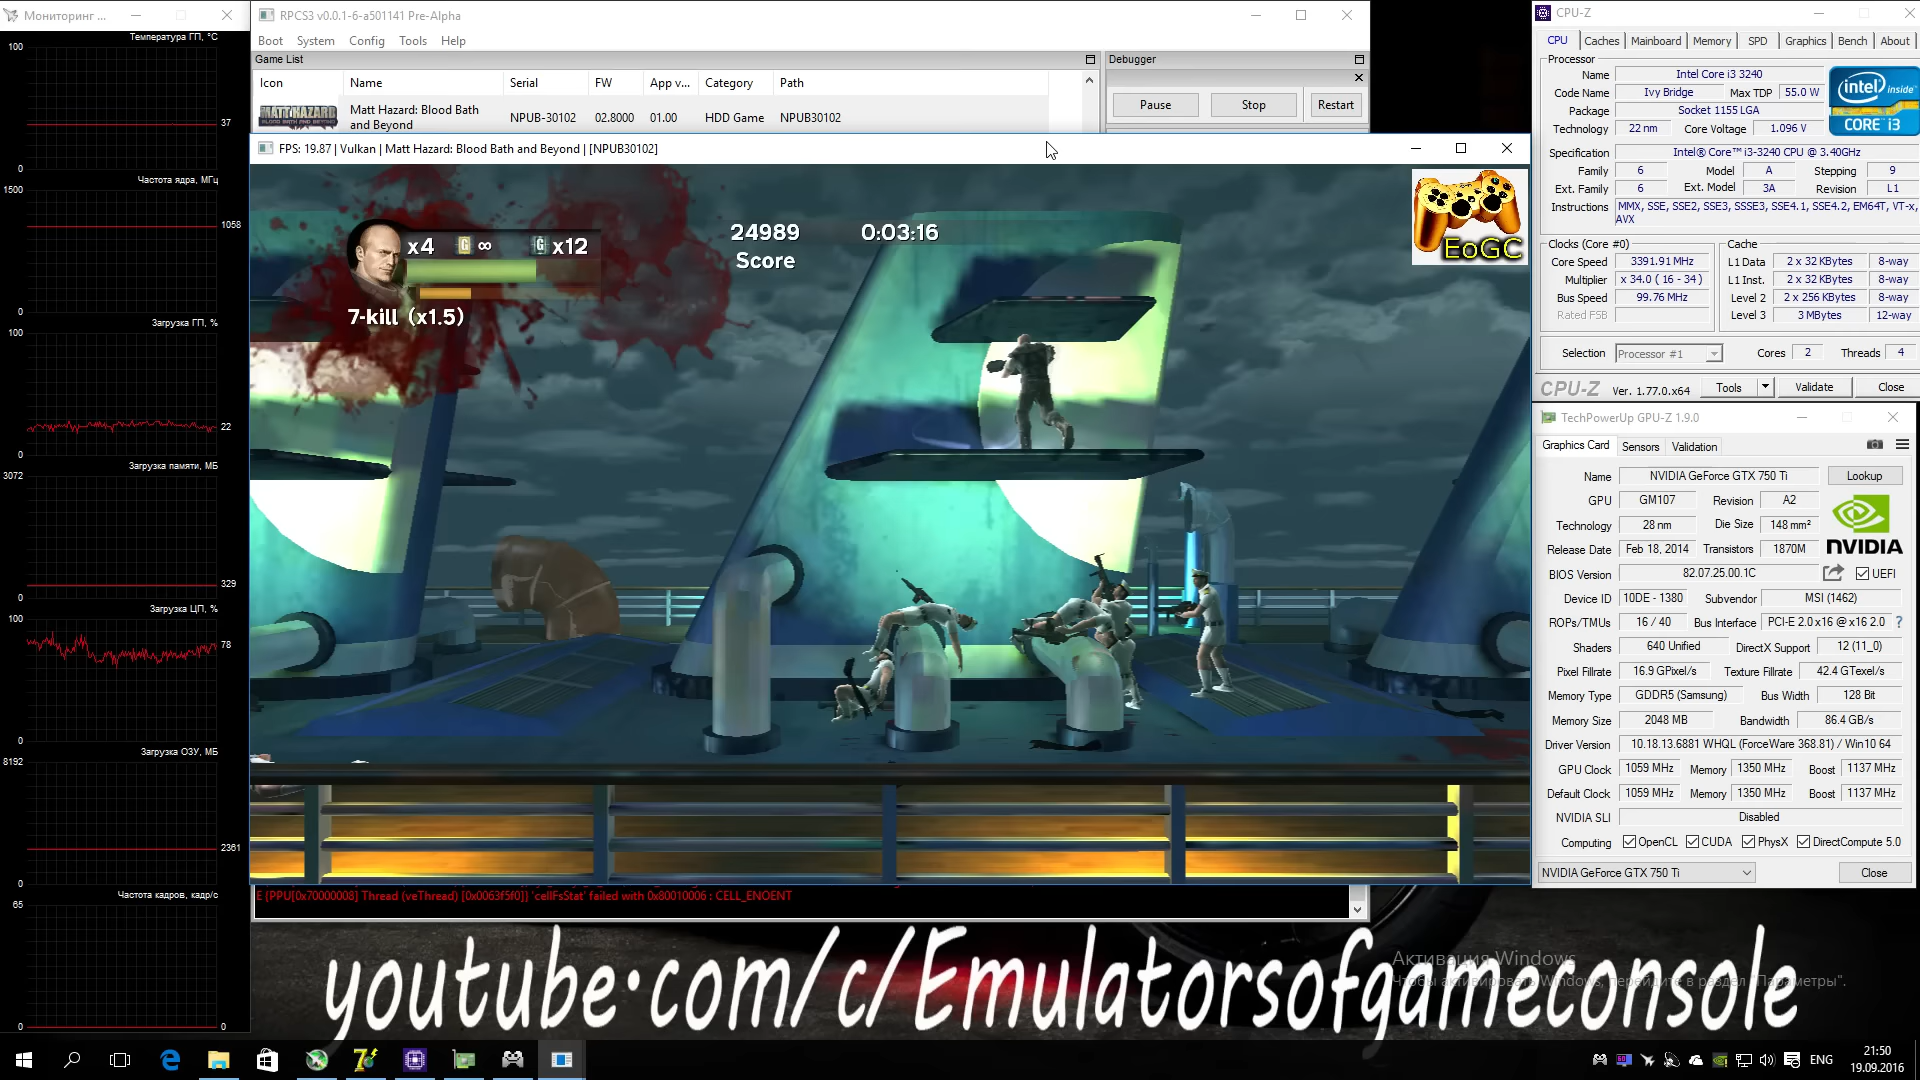 Мониторинг ...
Температура ГП, °C
100
37
0
Частота ядра, МГц
1500
1058
0
Загрузка ГП, %
100
22
0
Загрузка памяти, МБ
3072
329
0
Загрузка ЦП, %
100
78
0
Загрузка ОЗУ, МБ
8192
2381
0
Частота кадров, кадр/с
65
0
0
RPCS3 v0.0.1-6-a501141 Pre-Alpha
Boot System Config Tools Help
Game List
Icon Name Serial FW App v... Category Path
MATT HAZARD
Matt Hazard: Blood Bath and Beyond NPUB-30102 02.8000 01.00 HDD Game NPUB30102
Debugger
Pause Stop Restart
FPS: 19.87 | Vulkan | Matt Hazard: Blood Bath and Beyond | [NPUB30102]
x4 G ∞ G x12
7-kill (x1.5)
24989 0:03:16
Score
EoGC
E {PPU[0x70000008] Thread (veThread) [0x0063f5f0]} 'cellFsStat' failed with 0x80010006 : CELL_ENOENT
youtube.com/c/Emulatorsofgameconsole
Активация Windows
Чтобы активировать Windows, перейдите в раздел "Параметры".
CPU-Z
CPU Caches Mainboard Memory SPD Graphics Bench About
Processor
Name Intel Core i3 3240
Code Name Ivy Bridge Max TDP 55.0 W
Package Socket 1155 LGA
Technology 22 nm Core Voltage 1.096 V
intel inside™
CORE i3
Specification Intel® Core™ i3-3240 CPU @ 3.40GHz
Family 6 Model A Stepping 9
Ext. Family 6 Ext. Model 3A Revision L1
Instructions MMX, SSE, SSE2, SSE3, SSSE3, SSE4.1, SSE4.2, EM64T, VT-x, AVX
Clocks (Core #0)
Core Speed 3391.91 MHz
Multiplier x 34.0 ( 16 - 34 )
Bus Speed 99.76 MHz
Rated FSB
Cache
L1 Data 2 x 32 KBytes 8-way
L1 Inst. 2 x 32 KBytes 8-way
Level 2 2 x 256 KBytes 8-way
Level 3 3 MBytes 12-way
Selection Processor #1 Cores 2 Threads 4
CPU-Z Ver. 1.77.0.x64 Tools Validate Close
TechPowerUp GPU-Z 1.9.0
Graphics Card Sensors Validation
Name NVIDIA GeForce GTX 750 Ti Lookup
GPU GM107 Revision A2
Technology 28 nm Die Size 148 mm²
Release Date Feb 18, 2014 Transistors 1870M
NVIDIA
BIOS Version 82.07.25.00.1C UEFI
Device ID 10DE - 1380 Subvendor MSI (1462)
ROPs/TMUs 16 / 40 Bus Interface PCI-E 2.0 x16 @ x16 2.0 ?
Shaders 640 Unified DirectX Support 12 (11_0)
Pixel Fillrate 16.9 GPixel/s Texture Fillrate 42.4 GTexel/s
Memory Type GDDR5 (Samsung) Bus Width 128 Bit
Memory Size 2048 MB Bandwidth 86.4 GB/s
Driver Version 10.18.13.6881 WHQL (ForceWare 368.81) / Win10 64
GPU Clock 1059 MHz Memory 1350 MHz Boost 1137 MHz
Default Clock 1059 MHz Memory 1350 MHz Boost 1137 MHz
NVIDIA SLI Disabled
Computing OpenCL CUDA PhysX DirectCompute 5.0
NVIDIA GeForce GTX 750 Ti Close
ENG
21:50
19.09.2016